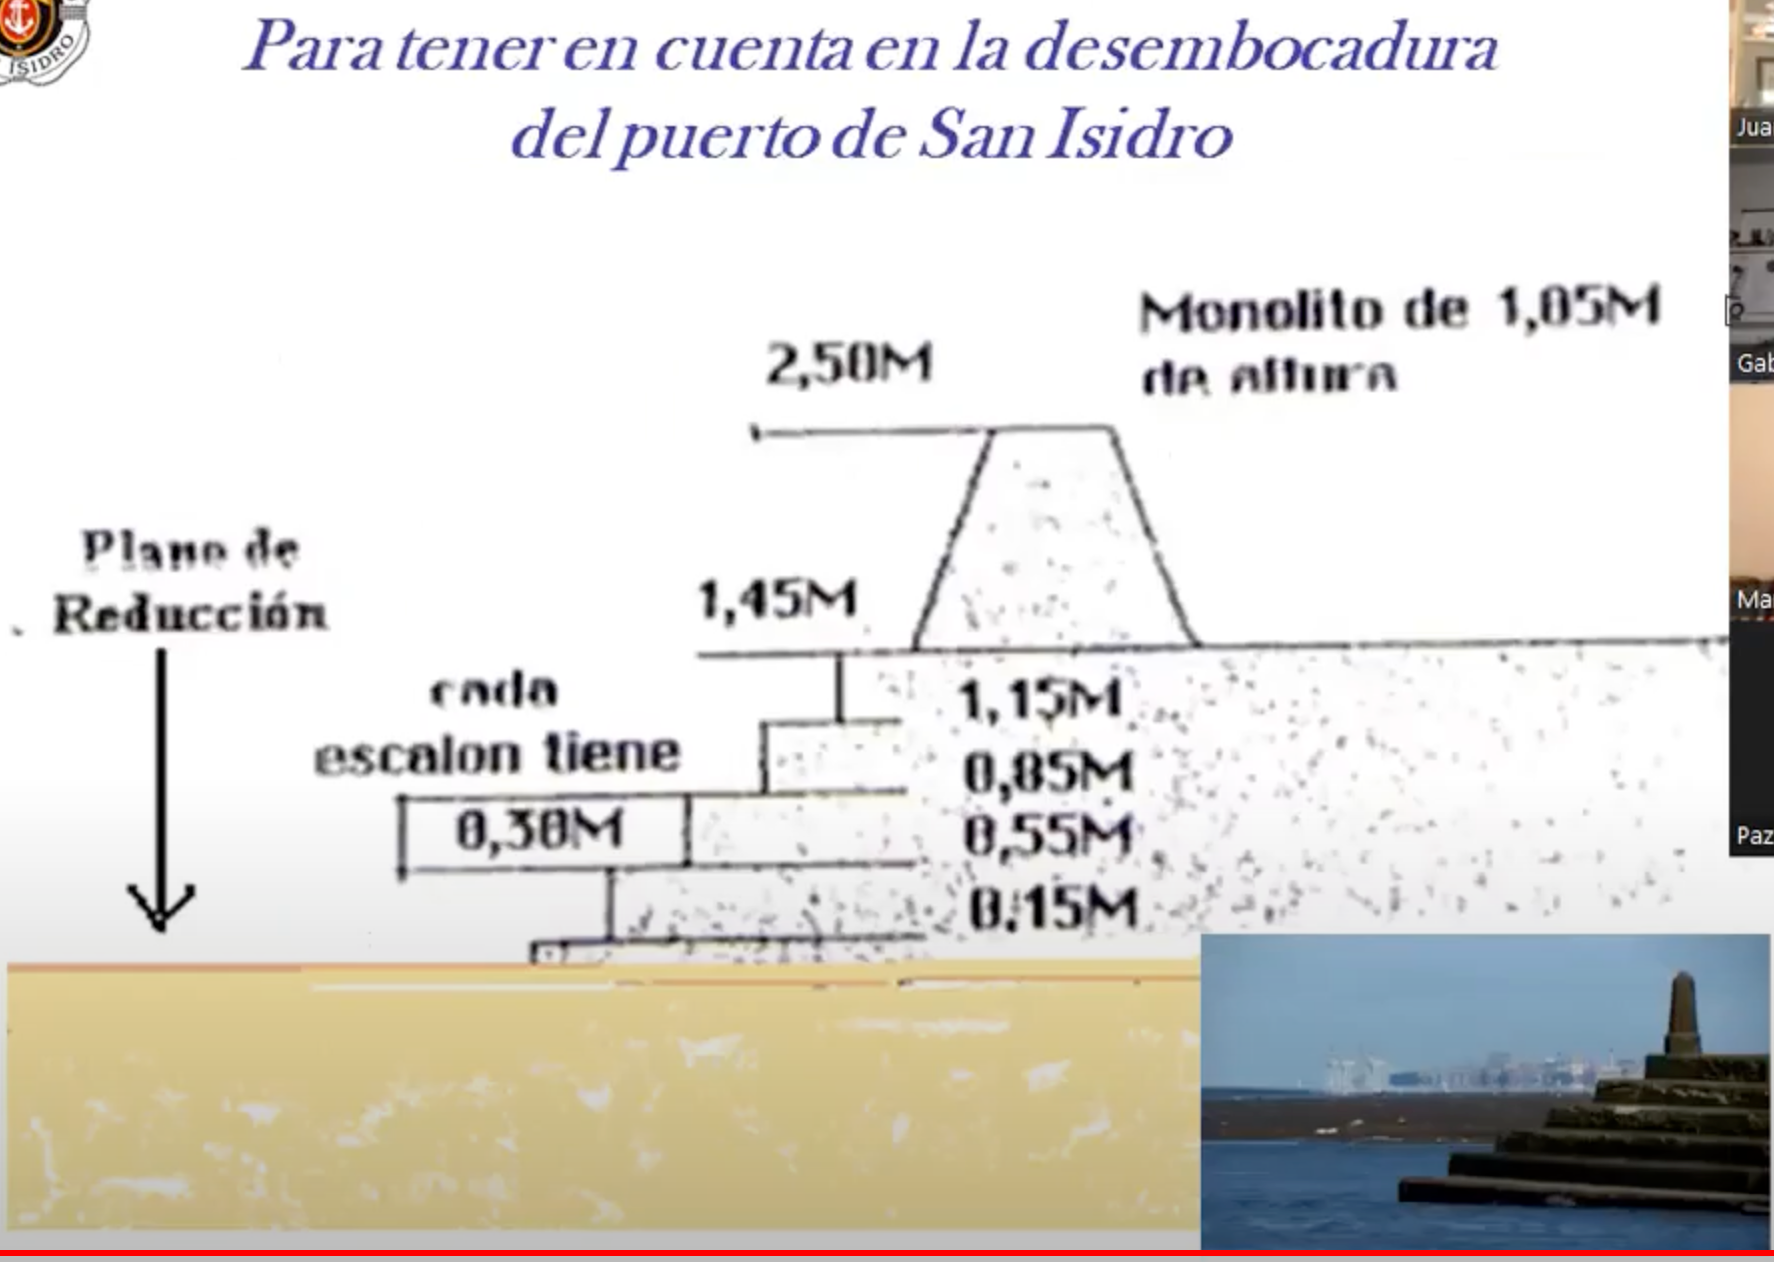 ISIDRO
Para tener en cuenta en la desembocadura
del puerto de San Isidro
Monolito de 1,05M
de altura
2,50M
Plano de
Reducción
1,45M
cada
escalon tiene
0,30M
1,15M
0,85M
0,55M
0,15M
Jua
Gab
Ma
Paz